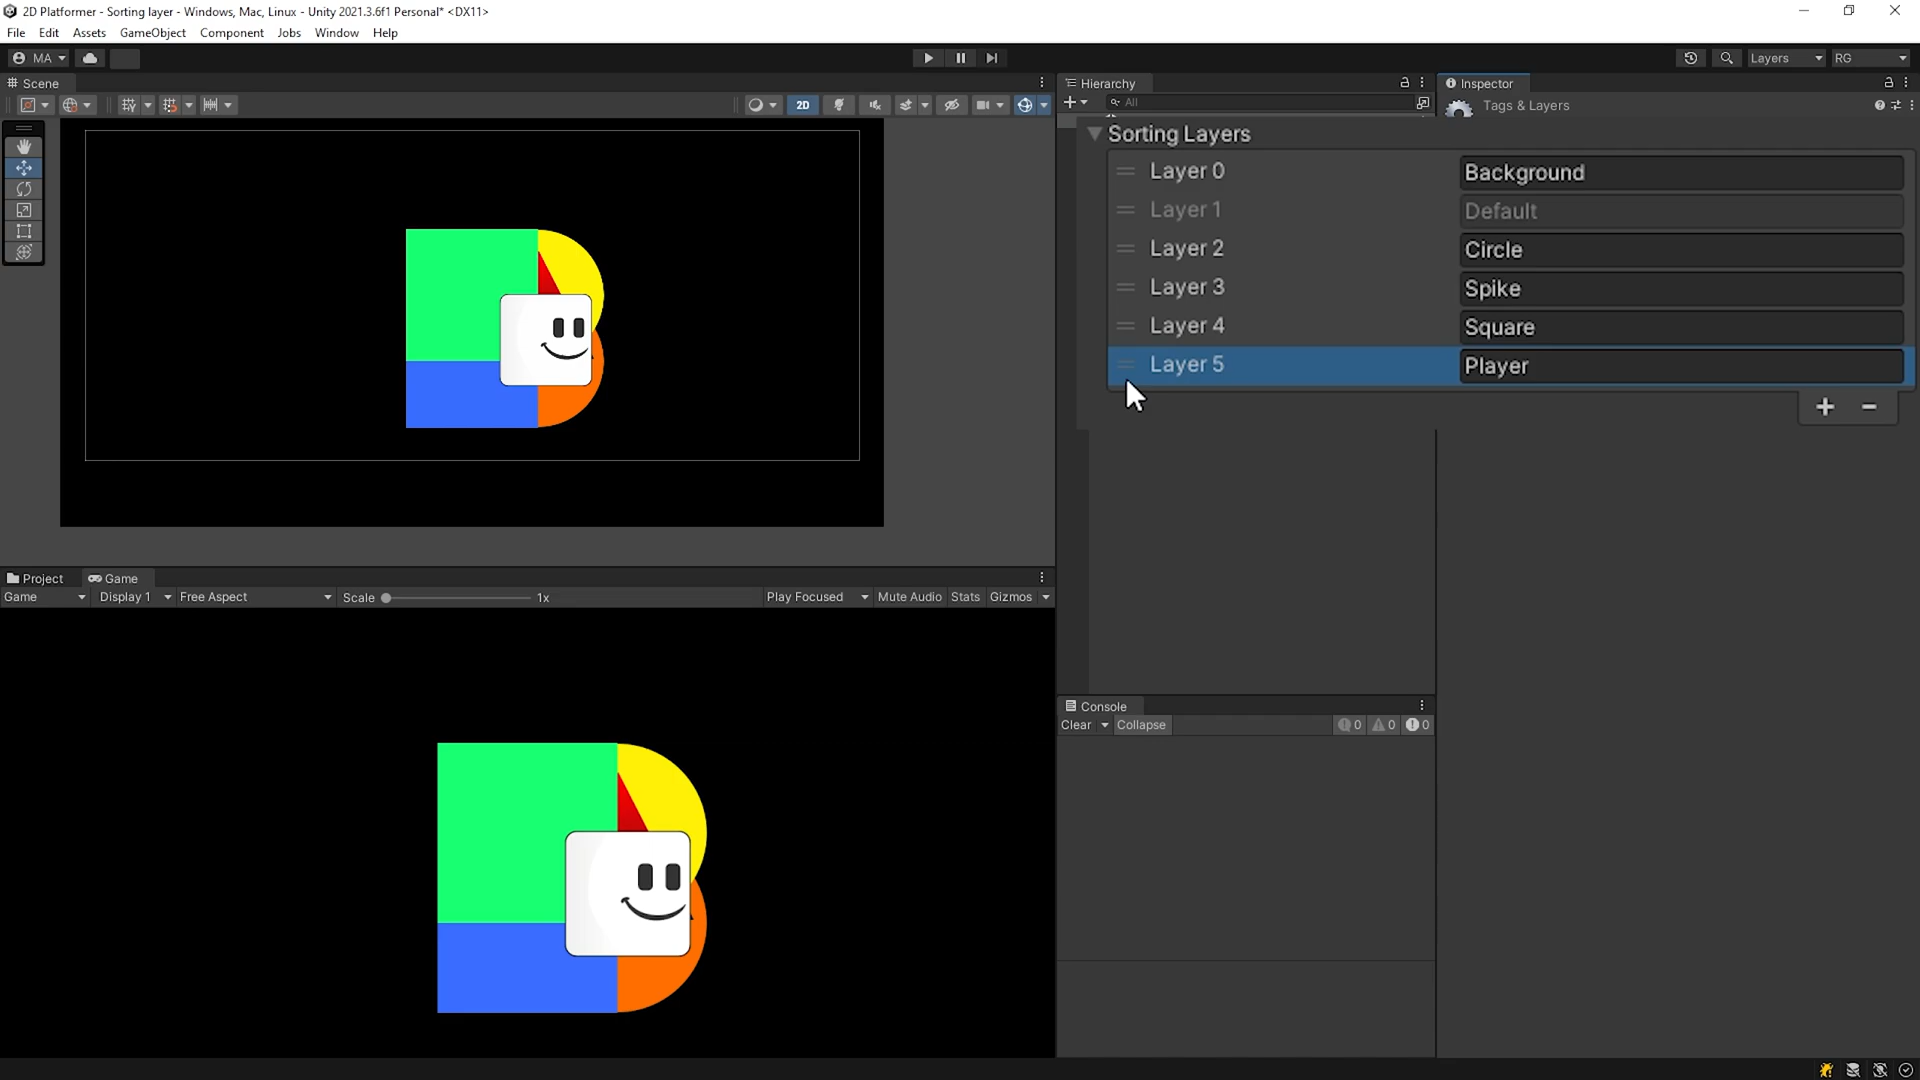 2D Platformer - Sorting layer - Windows, Mac, Linux - Unity 2021.3.6f1 Personal* <DX11>
File Edit Assets GameObject Component Jobs Window Help
MA
Layers RG
Scene
2D
Hierarchy
All
Inspector
Tags & Layers
Sorting Layers
Layer 0 Background
Layer 1 Default
Layer 2 Circle
Layer 3 Spike
Layer 4 Square
Layer 5 Player
Project Game
Game Display 1 Free Aspect Scale 1x Play Focused Mute Audio Stats Gizmos
Console
Clear Collapse 0 0 0